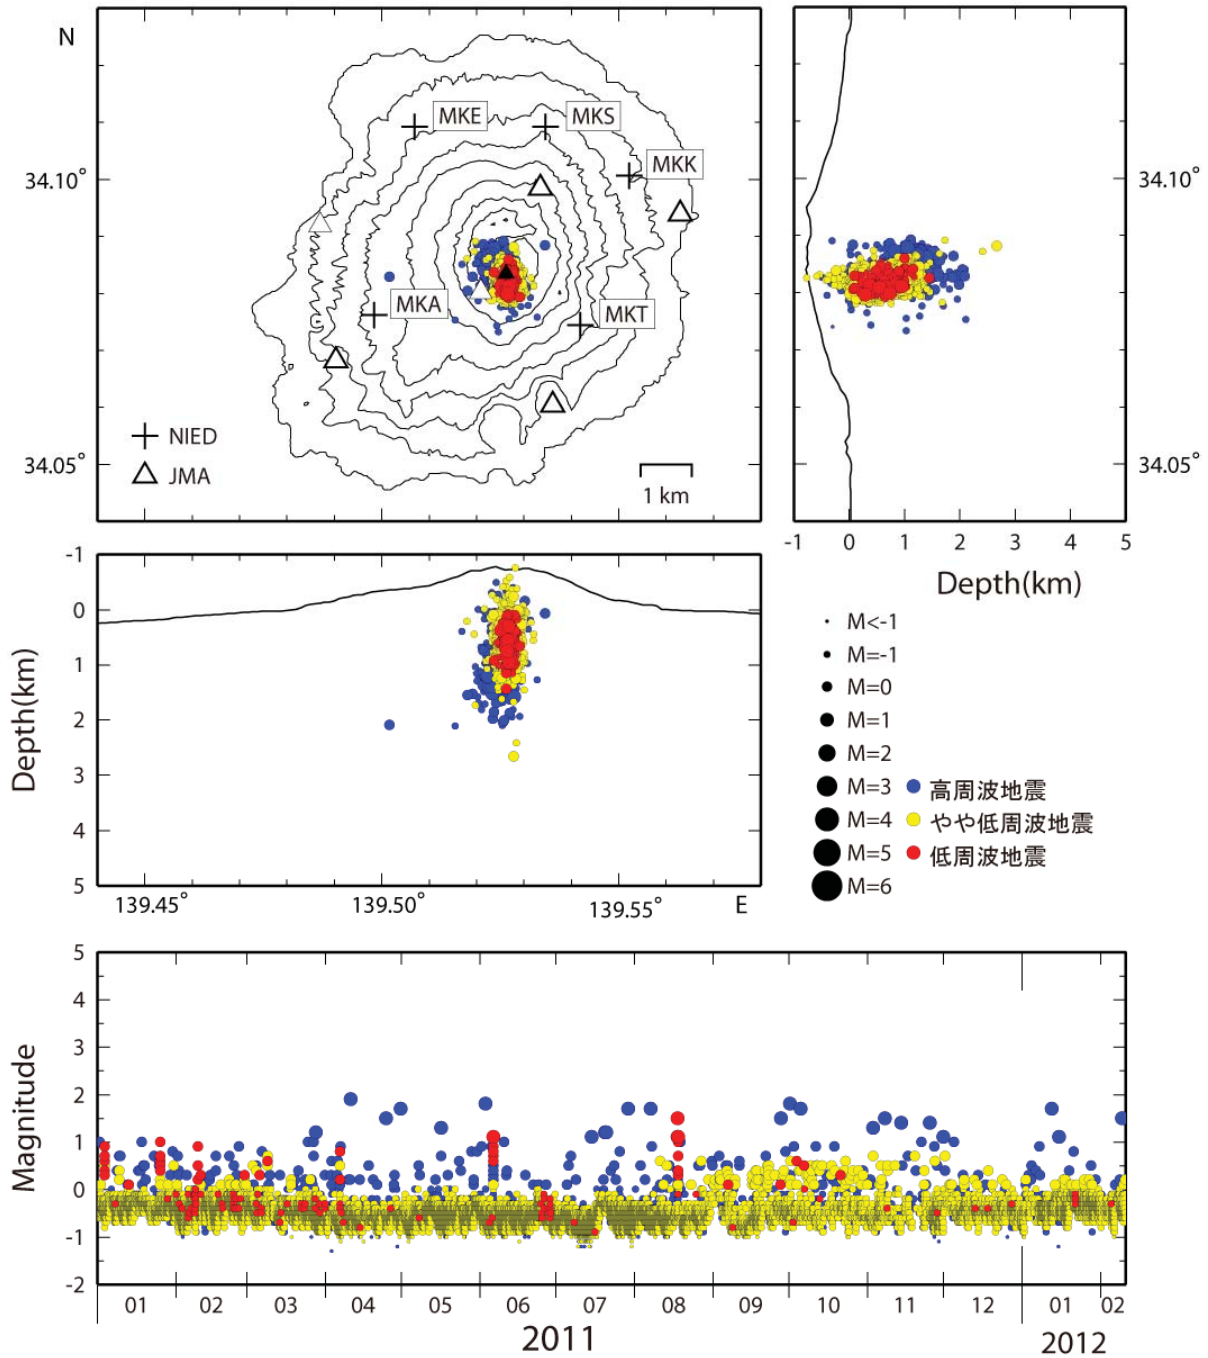 N
MKE
MKS
MKK
MKA
MKT
34.10°
34.05°
NIED
JMA
1 km
34.10°
34.05°
-1 0 1 2 3 4 5
Depth(km)
-1
0
1
2
3
4
5
Depth(km)
139.45° 139.50° 139.55° E
M<-1
M=-1
M=0
M=1
M=2
M=3 高周波地震
M=4 やや低周波地震
M=5 低周波地震
M=6
5
4
3
2
1
0
-1
-2
Magnitude
01 02 03 04 05 06 07 08 09 10 11 12 01 02
2011 2012